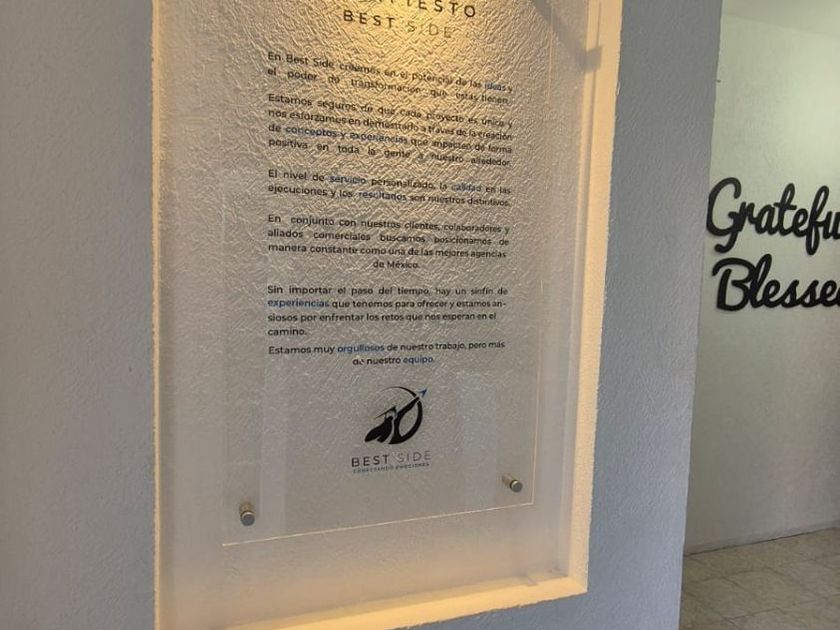 BEST SIDE
En Best Side creemos en el potencial de las ideas y
el poder de transformación que estás tienen.
Estamos seguros de que cada proyecto es único y
nos esforzamos en demostrarlo a través de la creación
de conceptos y experiencias que impacten de forma
positiva en toda la gente a nuestro alrededor.
El nivel de servicio personalizado, la calidad en las
ejecuciones y los resultados son nuestros distintivos.
En conjunto con nuestros clientes, colaboradores y
aliados comerciales buscamos posicionarnos de
manera constante como una de las mejores agencias
de México.
Sin importar el paso del tiempo, hay un sinfín de
experiencias que tenemos para ofrecer y estamos an-
siosos por enfrentar los retos que nos esperan en el
camino.
Estamos muy orgullosos de nuestro trabajo, pero más
de nuestro equipo.
BEST SIDE
CONECTANDO EMOCIONES
Grateful
Blesse